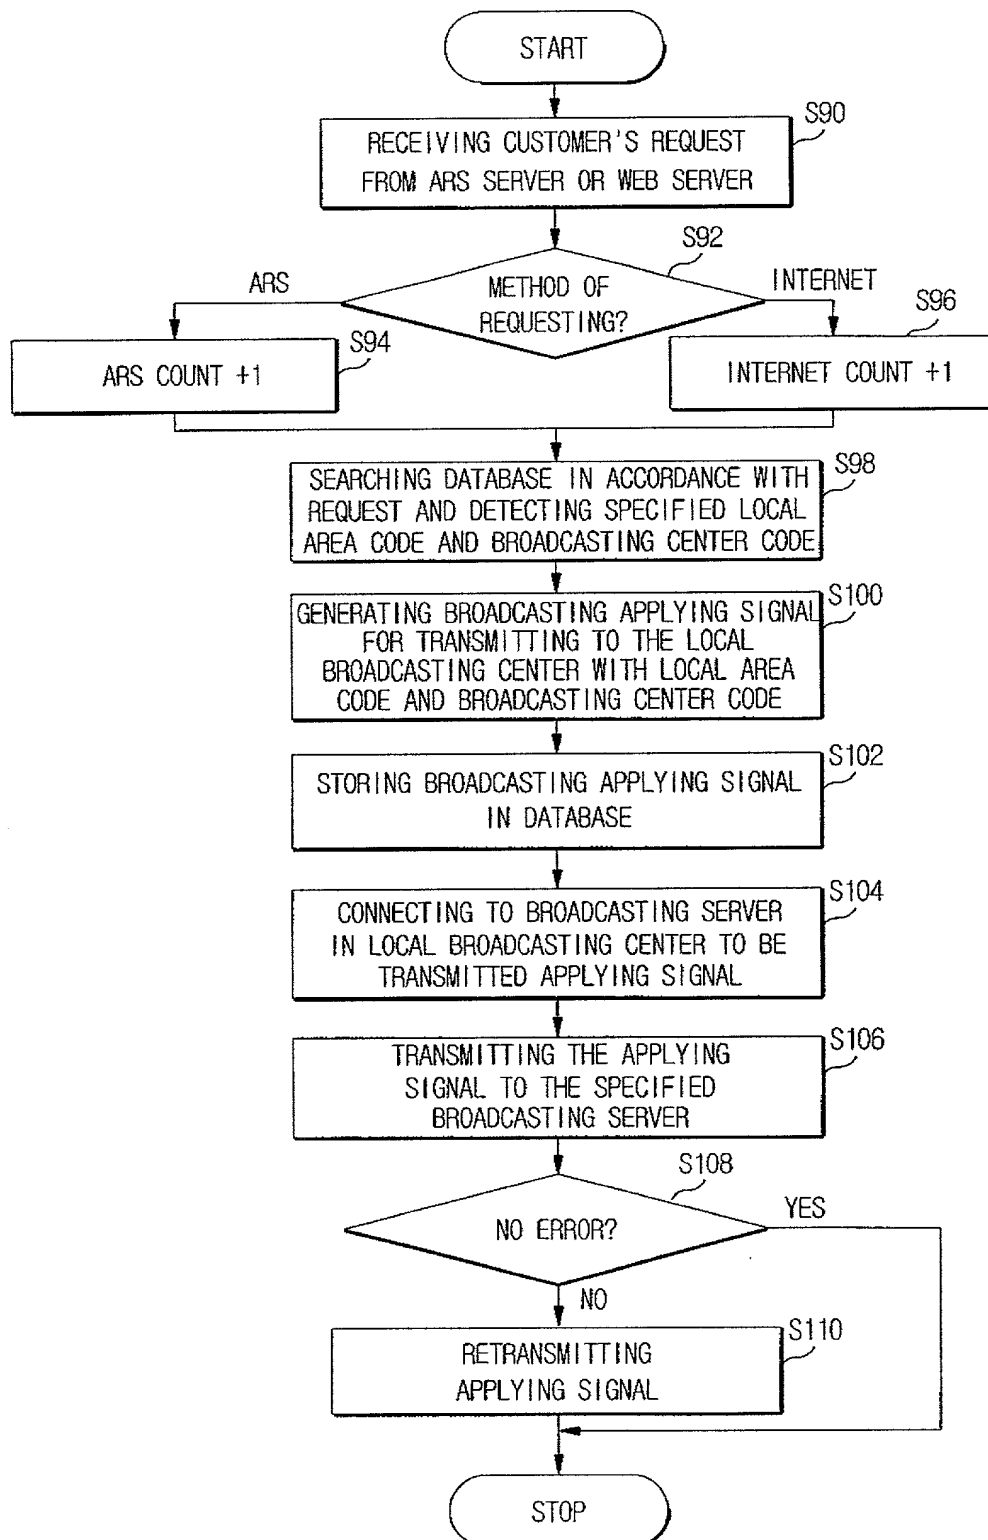 START
S90
RECEIVING CUSTOMER'S REQUEST
FROM ARS SERVER OR WEB SERVER
S92
ARS
METHOD OF
REQUESTING?
INTERNET
S94
ARS COUNT +1
S96
INTERNET COUNT +1
S98
SEARCHING DATABASE IN ACCORDANCE WITH
REQUEST AND DETECTING SPECIFIED LOCAL
AREA CODE AND BROADCASTING CENTER CODE
S100
GENERATING BROADCASTING APPLYING SIGNAL
FOR TRANSMITTING TO THE LOCAL
BROADCASTING CENTER WITH LOCAL AREA
CODE AND BROADCASTING CENTER CODE
S102
STORING BROADCASTING APPLYING SIGNAL
IN DATABASE
S104
CONNECTING TO BROADCASTING SERVER
IN LOCAL BROADCASTING CENTER TO BE
TRANSMITTED APPLYING SIGNAL
S106
TRANSMITTING THE APPLYING
SIGNAL TO THE SPECIFIED
BROADCASTING SERVER
S108
NO ERROR?
YES
NO
S110
RETRANSMITTING
APPLYING SIGNAL
STOP